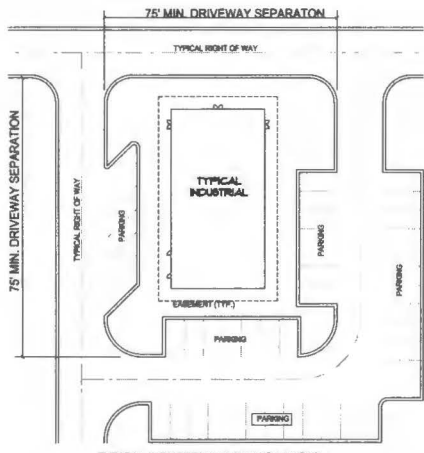 75' MIN. DRIVEWAY SEPARATON
TYPICAL RIGHT OF WAY
75' MIN. DRIVEWAY SEPARATION
TYPICAL RIGHT OF WAY
PARKING
TYPICAL
INDUSTRIAL
PARKING
PARKING
EASEMENT (TYP.)
PARKING
PARKING